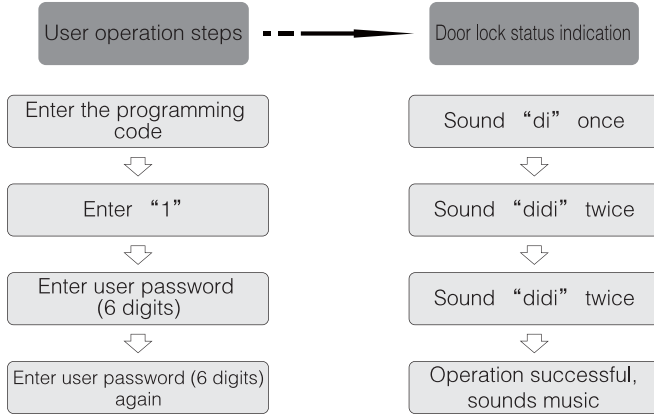 User operation steps
Door lock status indication
Enter the programming
code
Sound “di” once
Enter “1”
Sound “didi” twice
Enter user password
(6 digits)
Sound “didi” twice
Enter user password (6 digits)
again
Operation successful,
sounds music